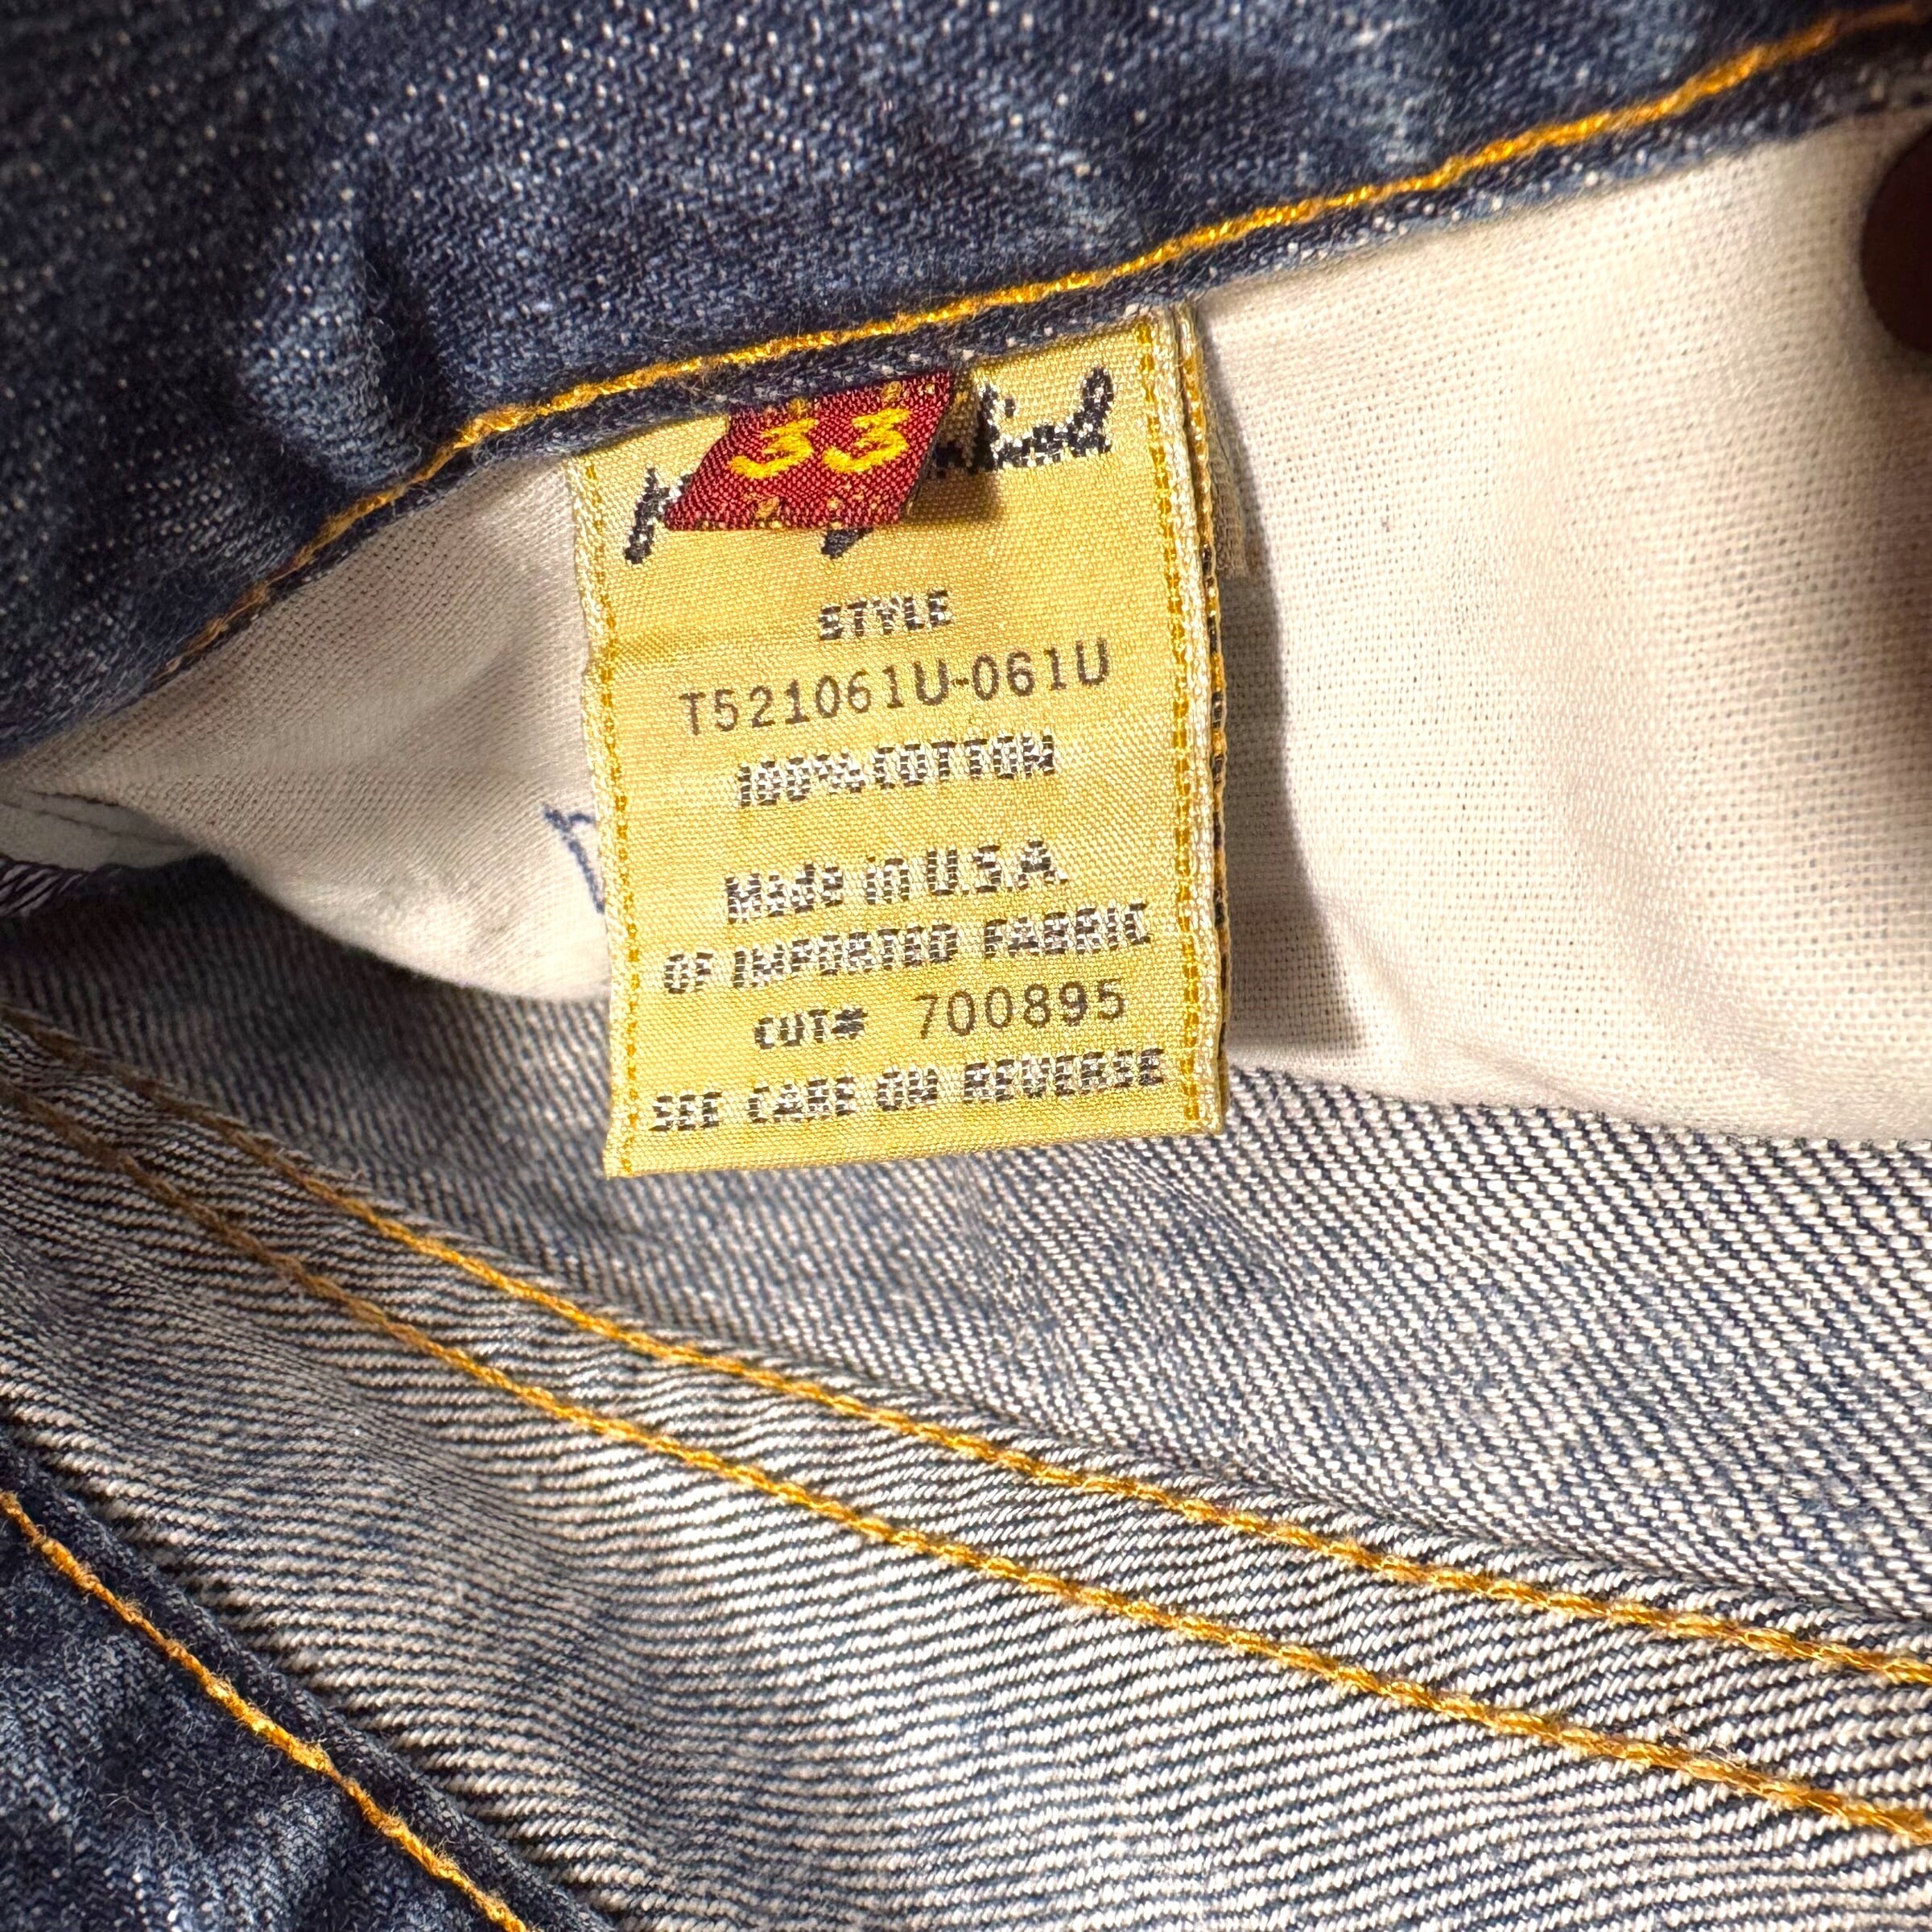 33
STYLE
T521061U-061U
100% COTTON
Made in U.S.A.
OF IMPORTED FABRIC
CUT# 700895
SEE CARE ON REVERSE